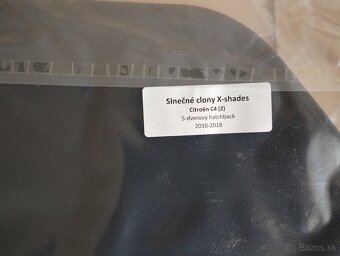 Slnečné clony X-shades
Citroën C4 (2)
5-dverový hatchback
2010-2018
Bazos.sk